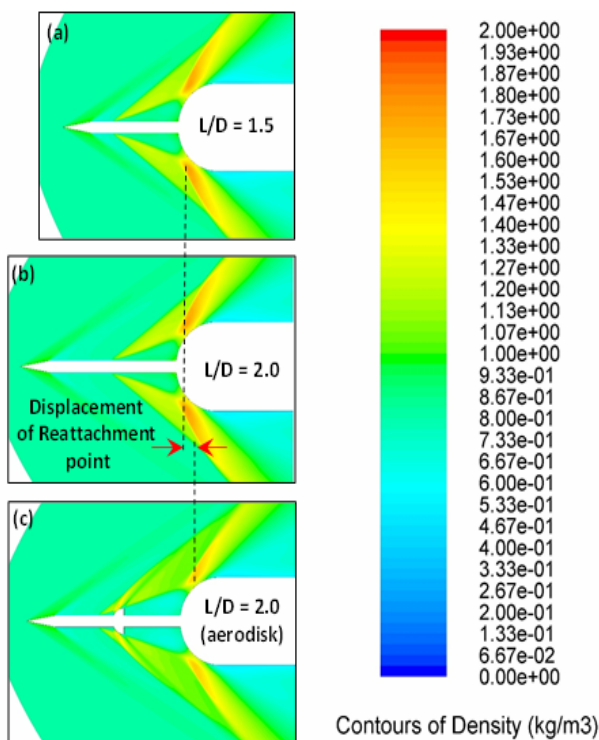 (a)
L/D = 1.5
(b)
L/D = 2.0
Displacement
of Reattachment
point
(c)
L/D = 2.0
(aerodisk)
2.00e+00
1.93e+00
1.87e+00
1.80e+00
1.73e+00
1.67e+00
1.60e+00
1.53e+00
1.47e+00
1.40e+00
1.33e+00
1.27e+00
1.20e+00
1.13e+00
1.07e+00
1.00e+00
9.33e-01
8.67e-01
8.00e-01
7.33e-01
6.67e-01
6.00e-01
5.33e-01
4.67e-01
4.00e-01
3.33e-01
2.67e-01
2.00e-01
1.33e-01
6.67e-02
0.00e+00
Contours of Density (kg/m3)